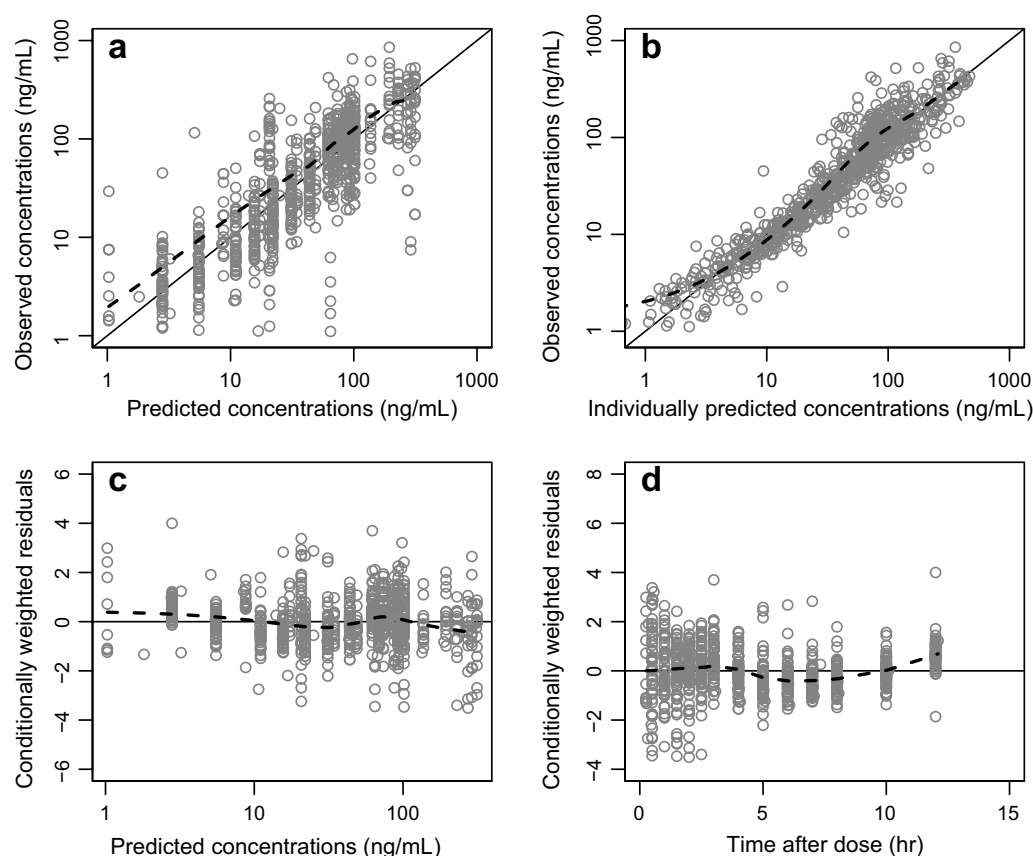 a
Observed concentrations (ng/mL)
1000
100
10
1
1 10 100 1000
Predicted concentrations (ng/mL)
b
Observed concentrations (ng/mL)
1000
100
10
1
1 10 100 1000
Individually predicted concentrations (ng/mL)
c
Conditionally weighted residuals
6
4
2
0
−2
−4
−6
1 10 100
Predicted concentrations (ng/mL)
d
Conditionally weighted residuals
8
6
4
2
0
−2
−4
0 5 10 15
Time after dose (hr)